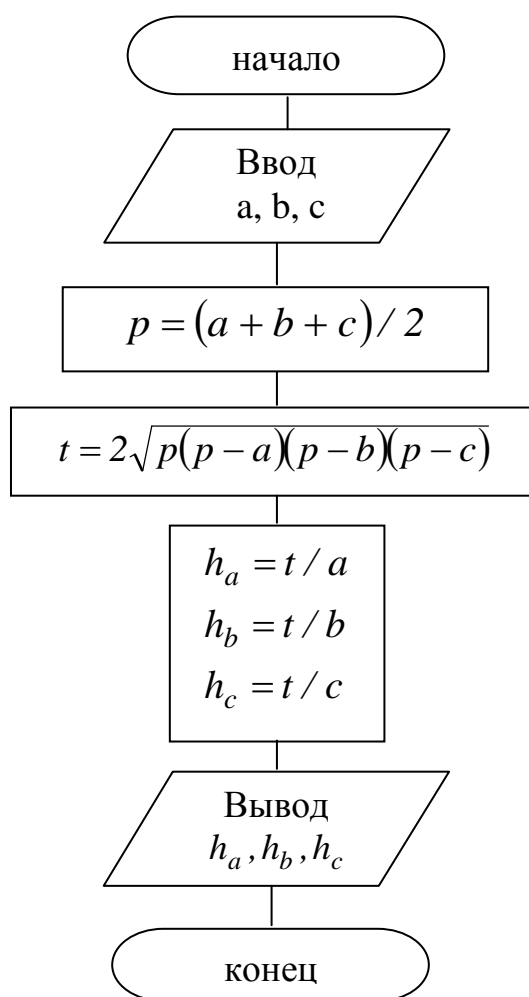 начало
Ввод
a, b, c
p = (a + b + c) / 2
t = 2√p(p − a)(p − b)(p − c)
h_a = t / a
h_b = t / b
h_c = t / c
Вывод
h_a , h_b , h_c
конец